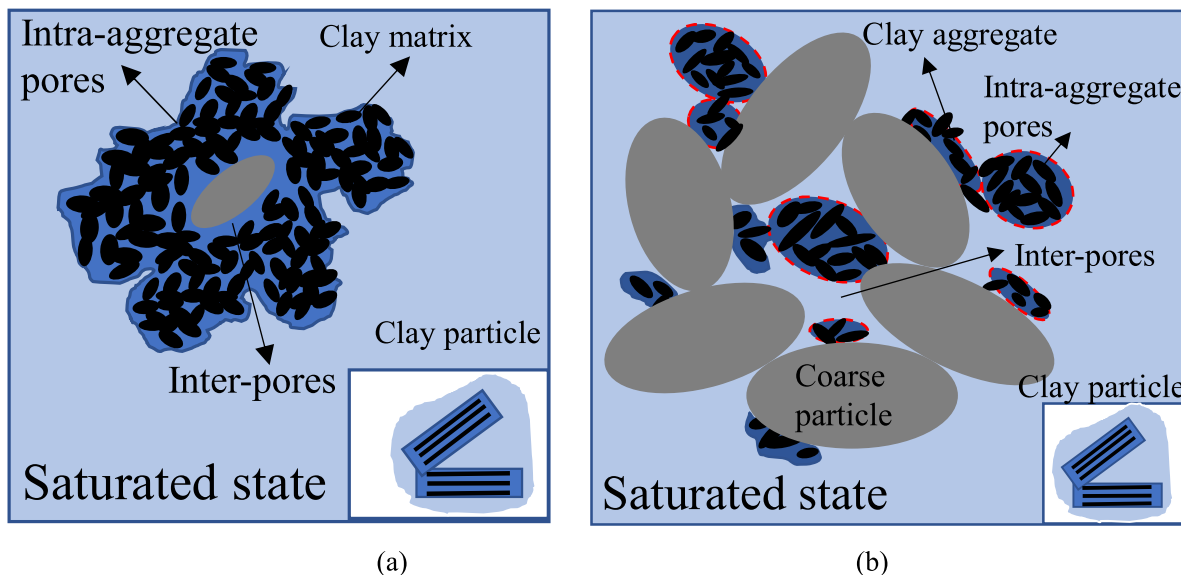 Intra-aggregate
pores
Clay matrix
Inter-pores
Clay particle
Saturated state
(a)
Clay aggregate
Intra-aggregate
pores
Inter-pores
Coarse
particle
Clay particle
Saturated state
(b)